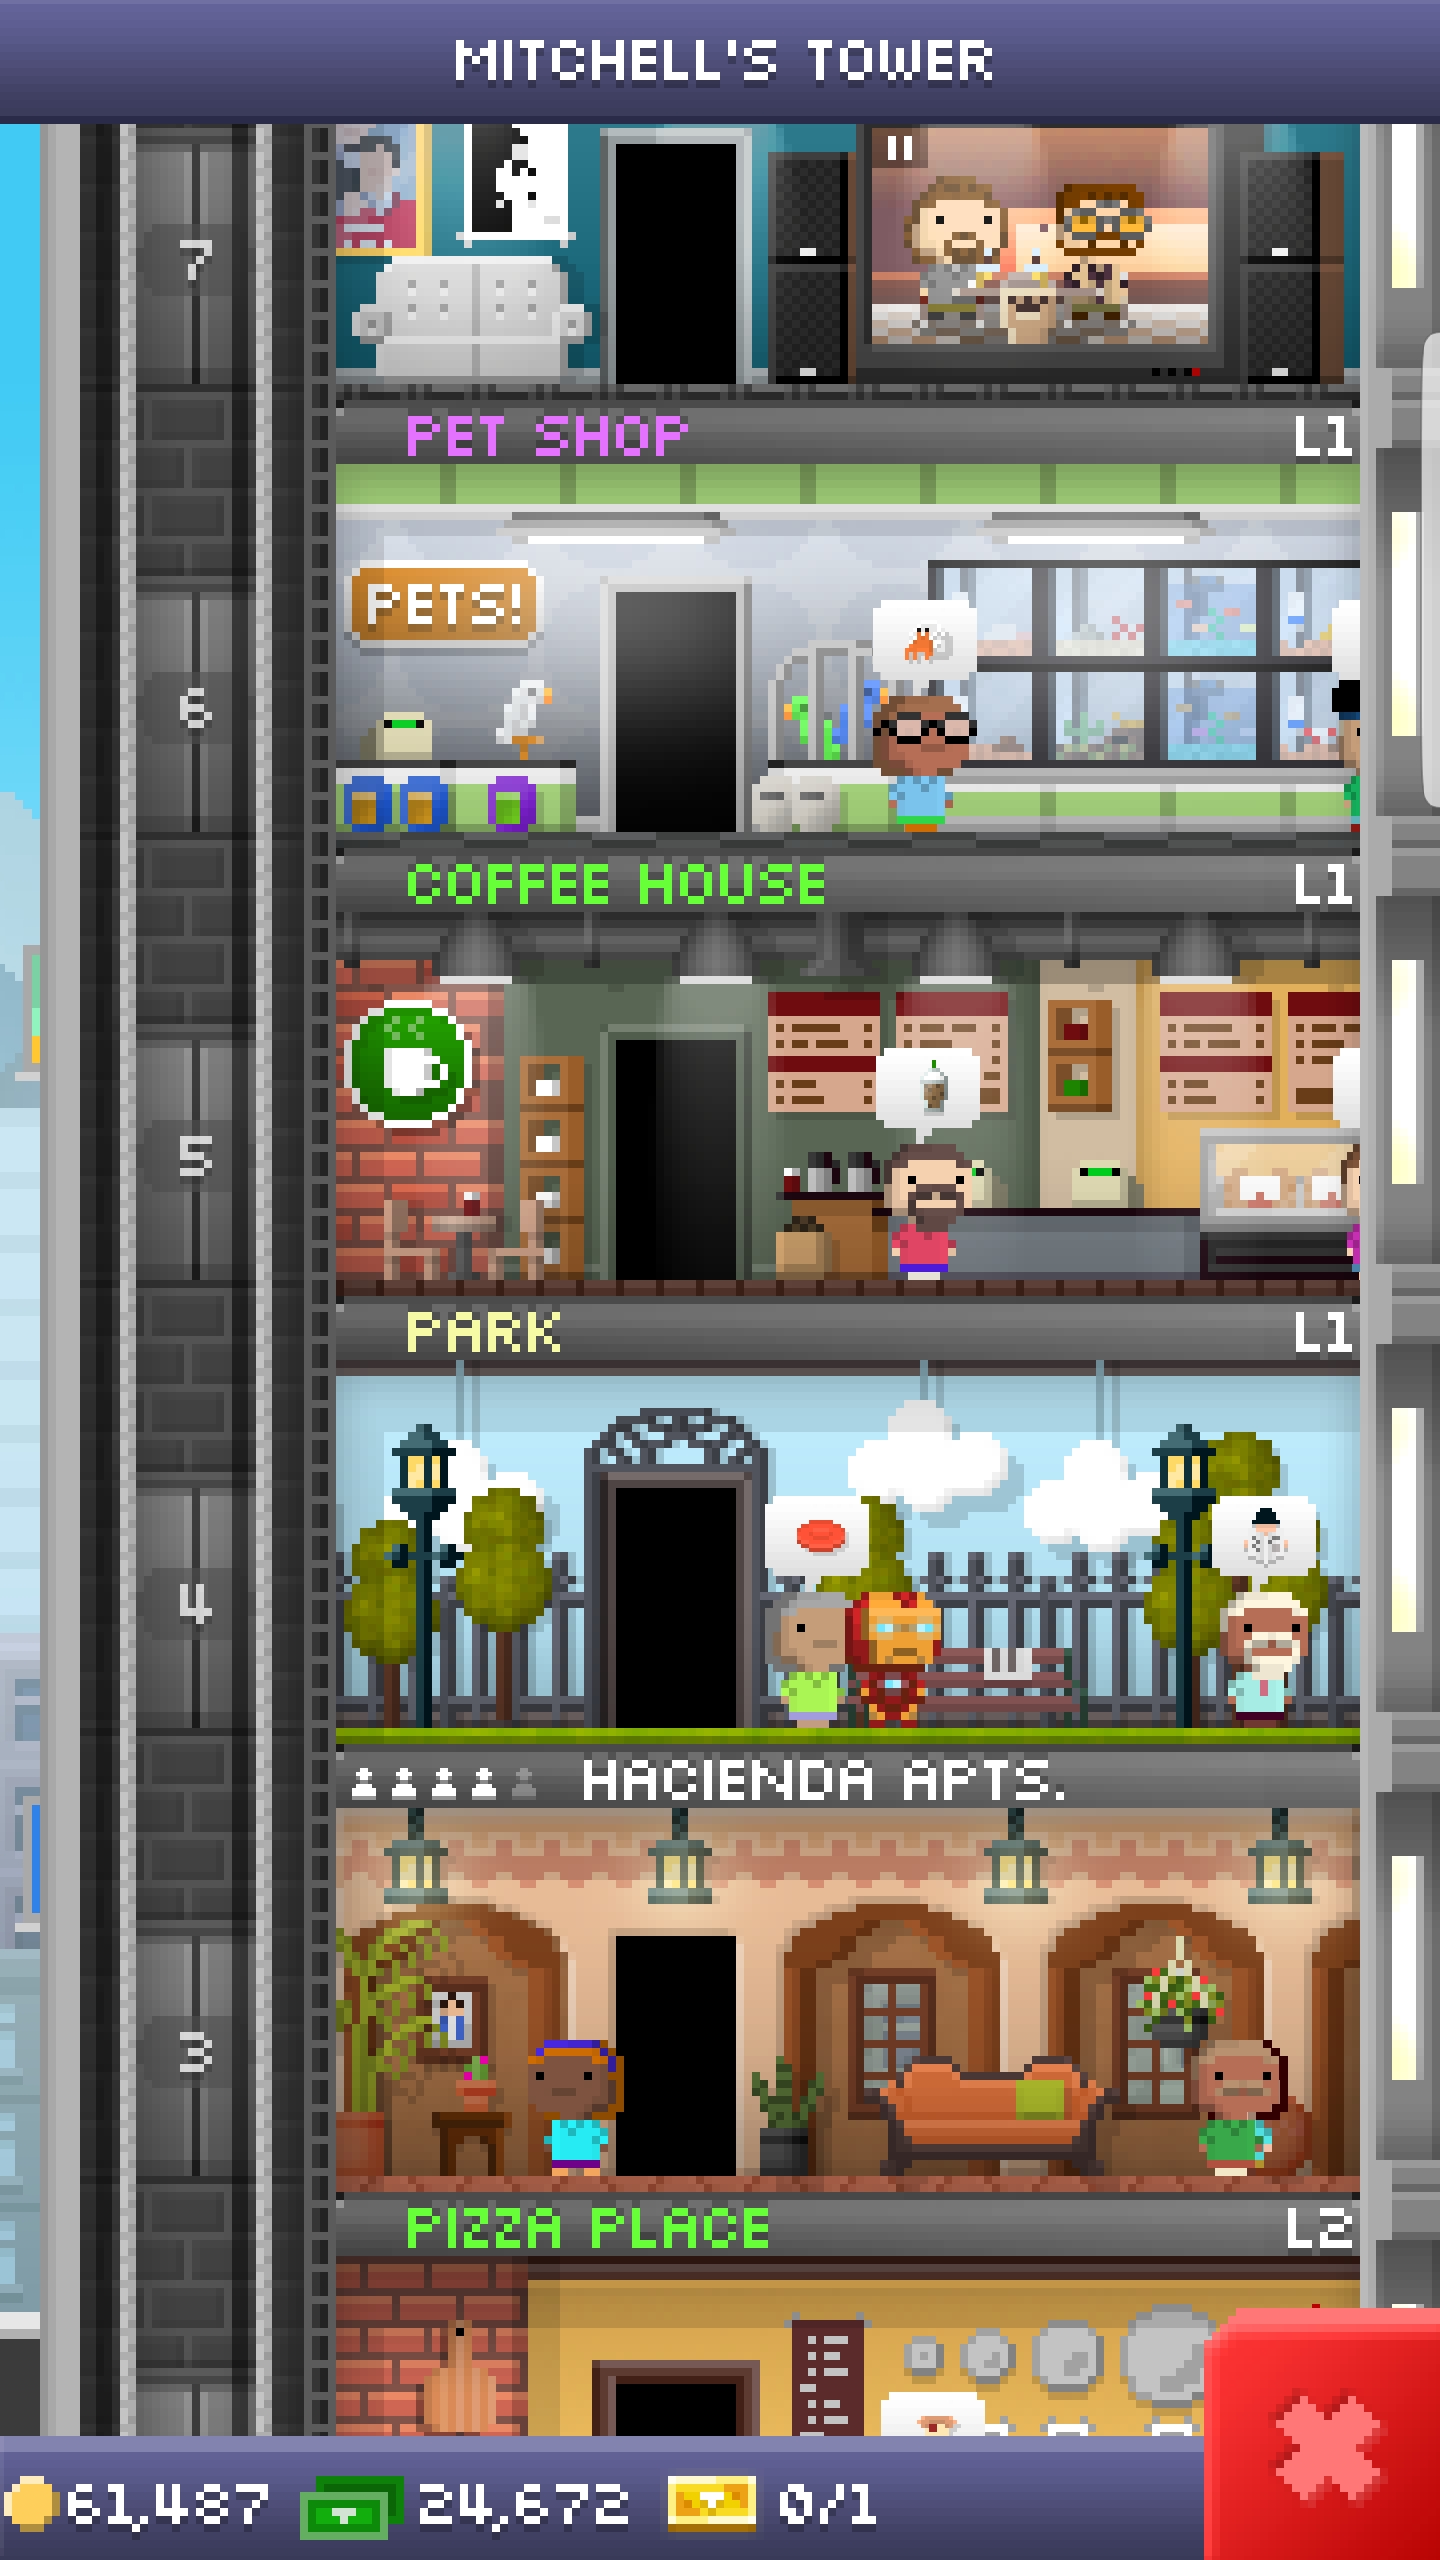 MITCHELL'S TOWER
7
PET SHOP L1
PETS!
6
COFFEE HOUSE L1
5
PARK L1
4
HACIENDA APTS.
3
PIZZA PLACE L2
61,487 24,672 0/1